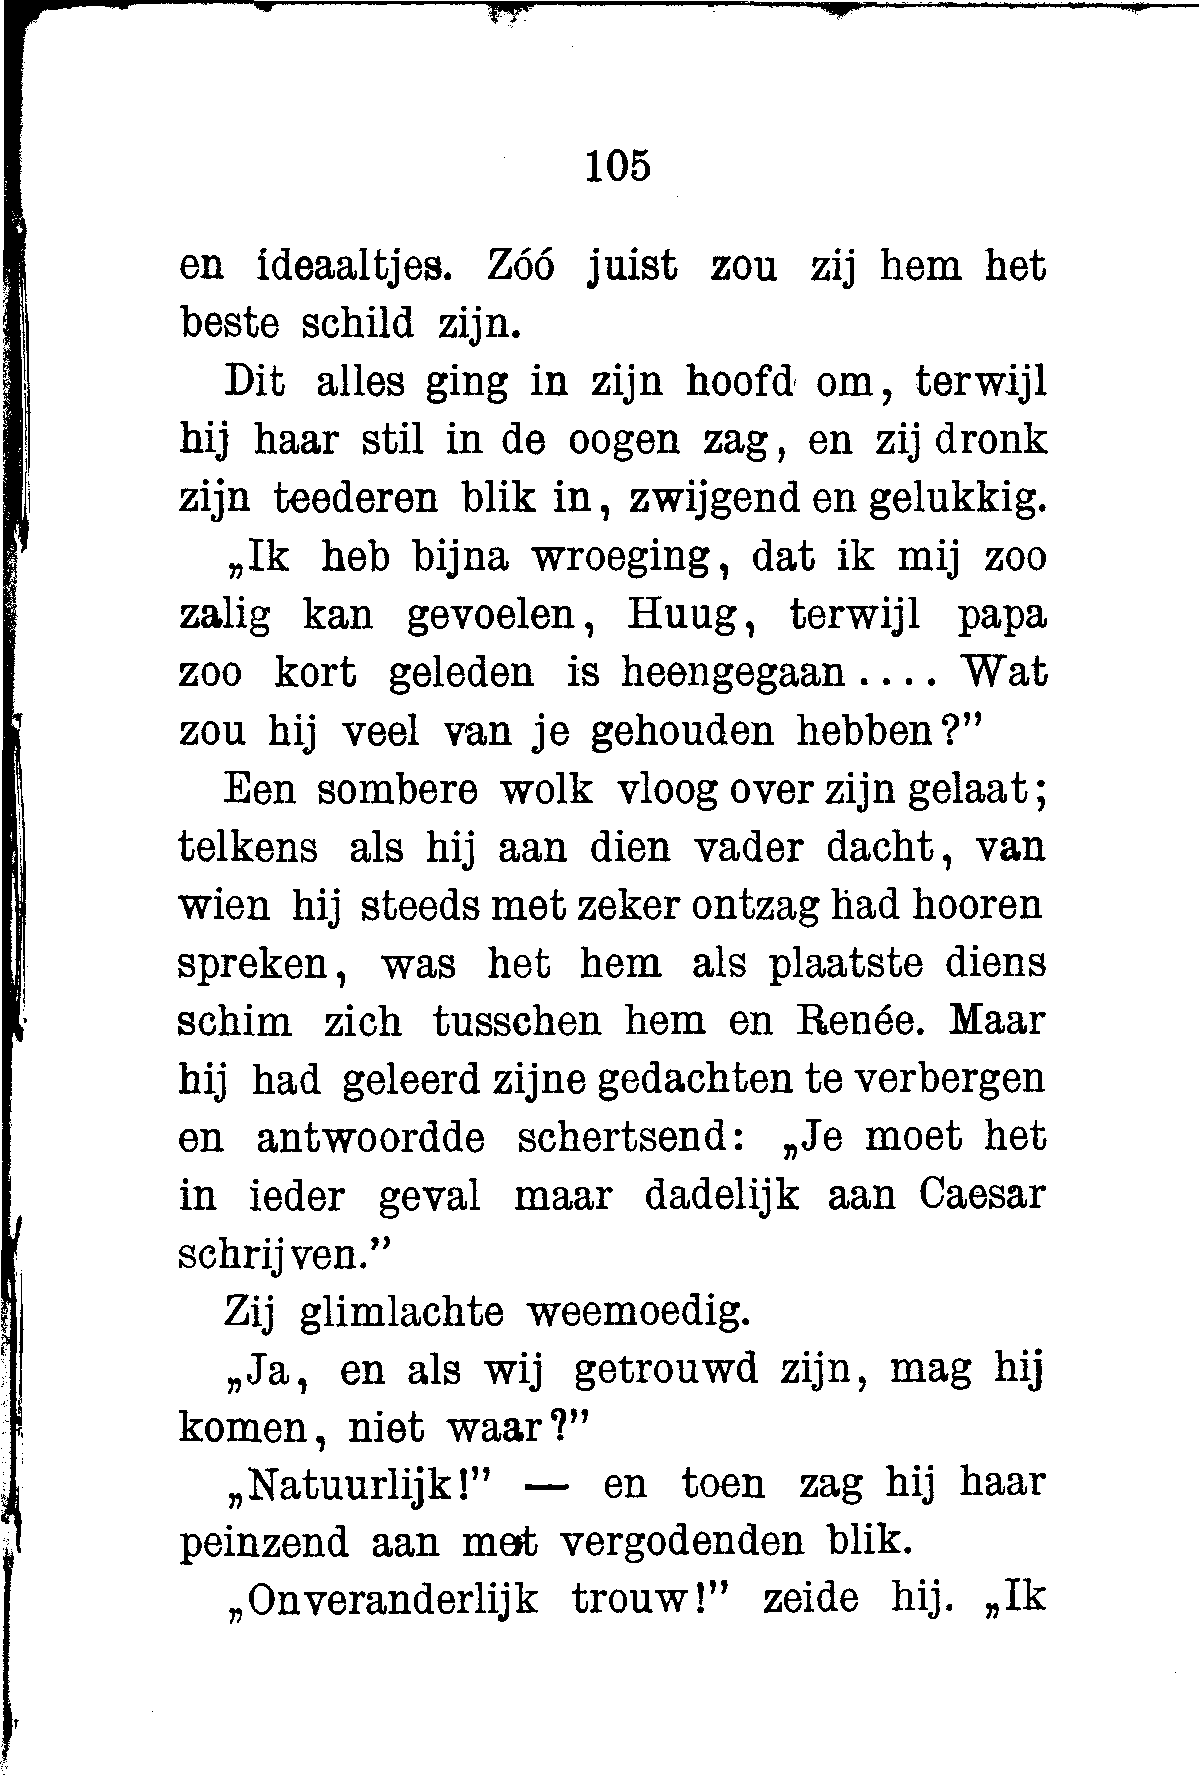 105
en ideaaltjes. Zóó juist zou zij hem het
beste schild zijn.
Dit alles ging in zijn hoofd om, terwijl
hij haar stil in de oogen zag, en zij dronk
zijn teederen blik in, zwijgend en gelukkig.
„Ik heb bijna wroeging, dat ik mij zoo
zalig kan gevoelen, Huug, terwijl papa
zoo kort geleden is heengegaan.... Wat
zou hij veel van je gehouden hebben?”
Een sombere wolk vloog over zijn gelaat;
telkens als hij aan dien vader dacht, van
wien hij steeds met zeker ontzag had hooren
spreken, was het hem als plaatste diens
schim zich tusschen hem en Renée. Maar
hij had geleerd zijne gedachten te verbergen
en antwoordde schertsend: „Je moet het
in ieder geval maar dadelijk aan Caesar
schrijven.”
Zij glimlachte weemoedig.
„Ja, en als wij getrouwd zijn, mag hij
komen, niet waar?”
„Natuurlijk!” — en toen zag hij haar
peinzend aan met vergodenden blik.
„Onveranderlijk trouw!” zeide hij. „Ik